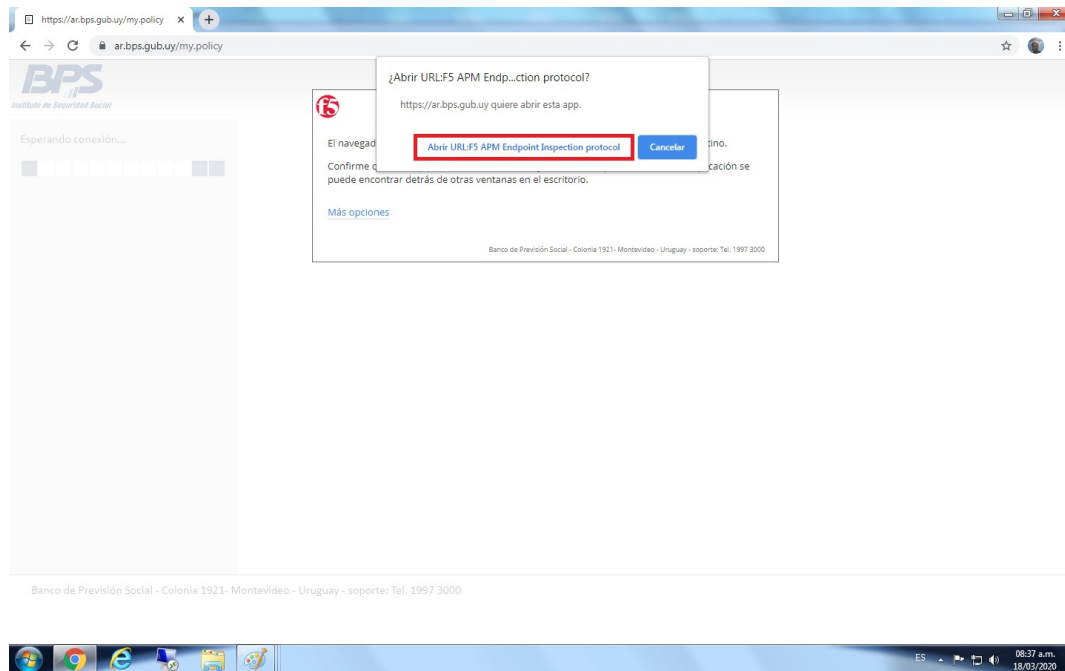 https://ar.bps.gub.uy/my.policy
ar.bps.gub.uy/my.policy
BPS
Instituto de Seguridad Social
Esperando conexión...
¿Abrir URL:F5 APM Endp...ction protocol?
https://ar.bps.gub.uy quiere abrir esta app.
Abrir URL:F5 APM Endpoint Inspection protocol Cancelar
f5
El navegad
tino.
Confirme
cación se
puede encontrar detrás de otras ventanas en el escritorio.
Más opciones
Banco de Previsión Social - Colonia 1921- Montevideo - Uruguay - soporte: Tel. 1997 3000
Banco de Previsión Social - Colonia 1921- Montevideo - Uruguay - soporte: Tel. 1997 3000
ES
08:37 a.m.
18/03/2020